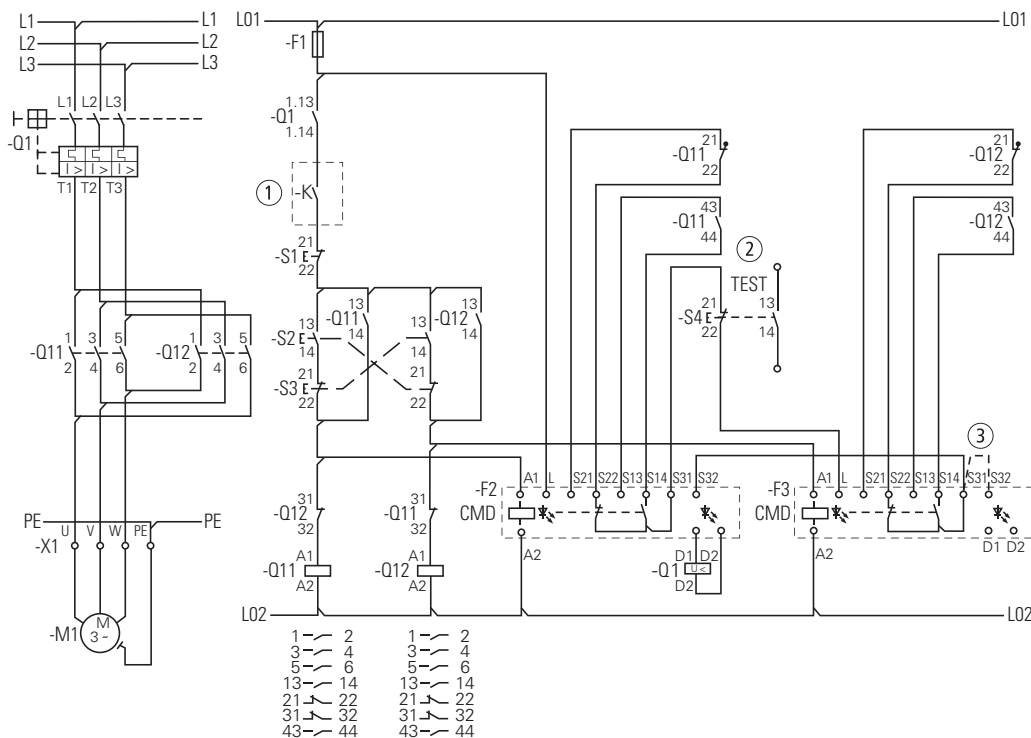 L1 L1
L2 L2
L3 L3
L1 L2 L3
-Q1
I > I > I >
T1 T2 T3
1 3 5
-Q11
2 4 6
1 3 5
-Q12
2 4 6
PE PE
U V W PE
-X1
M
3 ~
-M1
L01 L01
-F1
1.13
-Q1
1.14
1
-K
21
-S1 E
22
13
-S2 E
14
21
-S3 E
22
13
-Q11
14
13
14
21
22
13
-Q12
14
31
-Q12
32
A1
-Q11
A2
31
-Q11
32
A1
-Q12
A2
21
-Q11
22
43
-Q11
44
2
TEST
21
-S4 E
22
13
14
21
-Q12
22
43
-Q12
44
3
A1 L S21 S22 S13 S14 S31 S32
-F2
CMD
A2
D1 D2
-Q1 U <
D2
A1 L S21 S22 S13 S14 S31 S32
-F3
CMD
A2
D1 D2
L02 L02
1 2
3 4
5 6
13 14
21 22
31 32
43 44
1 2
3 4
5 6
13 14
21 22
31 32
43 44